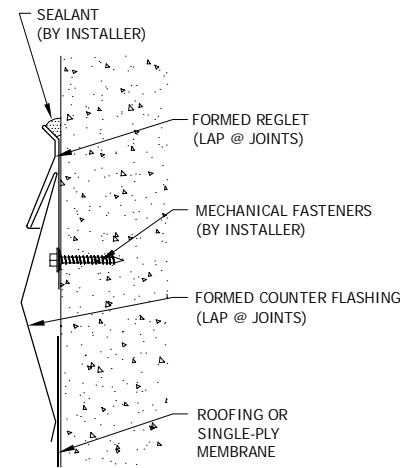 SEALANT
(BY INSTALLER)
FORMED REGLET
(LAP @ JOINTS)
MECHANICAL FASTENERS
(BY INSTALLER)
FORMED COUNTER FLASHING
(LAP @ JOINTS)
ROOFING OR
SINGLE-PLY
MEMBRANE